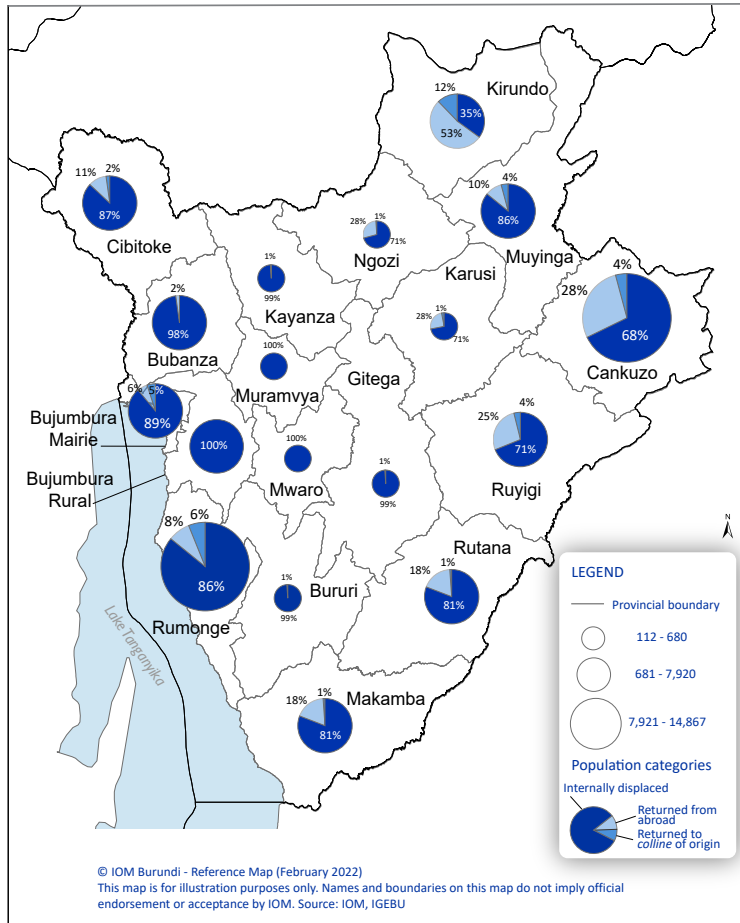 12%
Kirundo
35%
53%
11%
2%
87%
Cibitoke
10%
4%
86%
Muyinga
28%
1%
71%
Ngozi
1%
99%
Kayanza
Karusi
28%
1%
71%
28%
4%
68%
Cankuzo
2%
98%
Bubanza
100%
Muramvya
Gitega
6%
5%
89%
Bujumbura
Mairie
100%
Bujumbura
Rural
100%
Mwaro
1%
99%
25%
4%
71%
Ruyigi
8%
6%
86%
Rumonge
1%
99%
Bururi
Rutana
18%
1%
81%
18%
1%
81%
Makamba
Lake Tanganyika
N
LEGEND
Provincial boundary
112 - 680
681 - 7,920
7,921 - 14,867
Population categories
Internally displaced
Returned from
abroad
Returned to
colline of origin
© IOM Burundi - Reference Map (February 2022)
This map is for illustration purposes only. Names and boundaries on this map do not imply official
endorsement or acceptance by IOM. Source: IOM, IGEBU